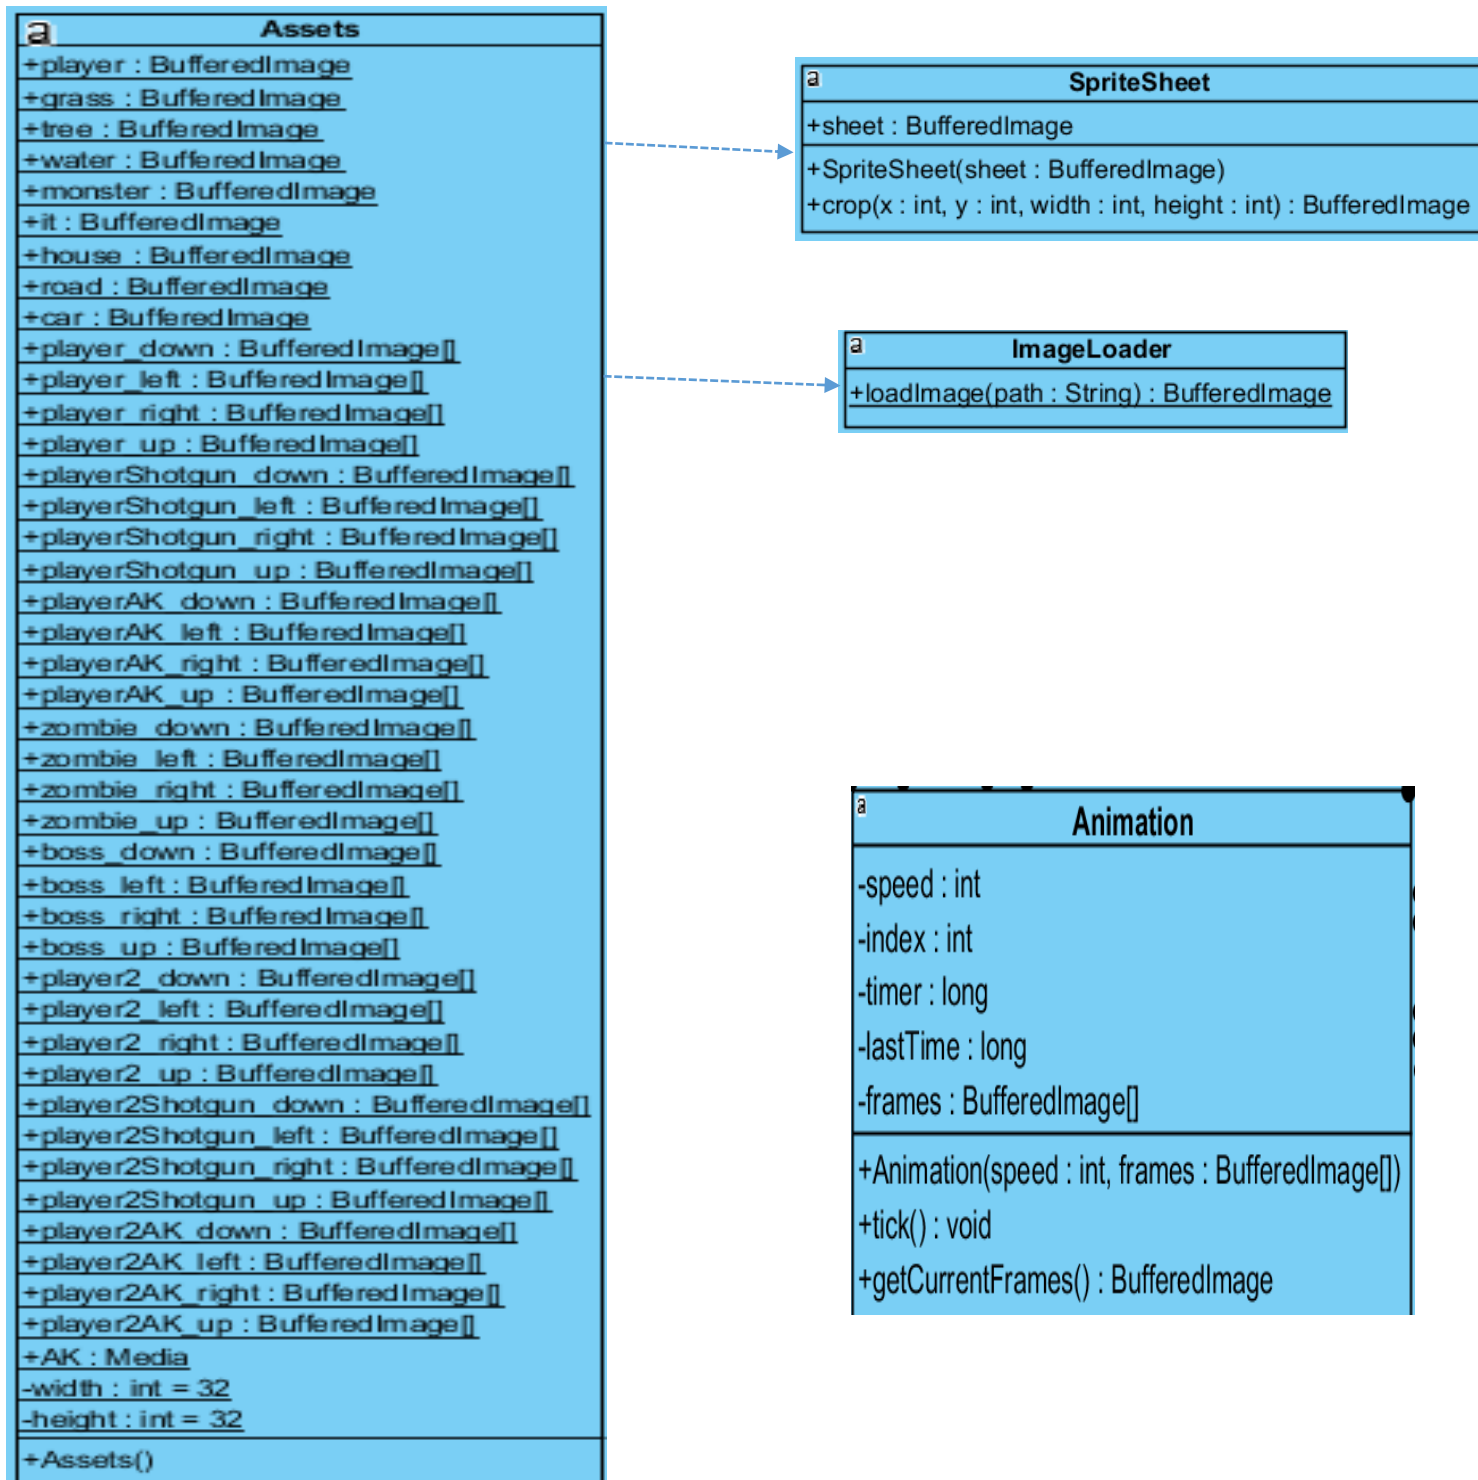 a
Assets
+player : BufferedImage
+grass : BufferedImage
+tree : BufferedImage
+water : BufferedImage
+monster : BufferedImage
+it : BufferedImage
+house : BufferedImage
+road : BufferedImage
+car : BufferedImage
+player_down : BufferedImage[]
+player_left : BufferedImage[]
+player_right : BufferedImage[]
+player_up : BufferedImage[]
+playerShotgun_down : BufferedImage[]
+playerShotgun_left : BufferedImage[]
+playerShotgun_right : BufferedImage[]
+playerShotgun_up : BufferedImage[]
+playerAK_down : BufferedImage[]
+playerAK_left : BufferedImage[]
+playerAK_right : BufferedImage[]
+playerAK_up : BufferedImage[]
+zombie_down : BufferedImage[]
+zombie_left : BufferedImage[]
+zombie_right : BufferedImage[]
+zombie_up : BufferedImage[]
+boss_down : BufferedImage[]
+boss_left : BufferedImage[]
+boss_right : BufferedImage[]
+boss_up : BufferedImage[]
+player2_down : BufferedImage[]
+player2_left : BufferedImage[]
+player2_right : BufferedImage[]
+player2_up : BufferedImage[]
+player2Shotgun_down : BufferedImage[]
+player2Shotgun_left : BufferedImage[]
+player2Shotgun_right : BufferedImage[]
+player2Shotgun_up : BufferedImage[]
+player2AK_down : BufferedImage[]
+player2AK_left : BufferedImage[]
+player2AK_right : BufferedImage[]
+player2AK_up : BufferedImage[]
+AK : Media
-width : int = 32
-height : int = 32
+Assets()
a
SpriteSheet
+sheet : BufferedImage
+SpriteSheet(sheet : BufferedImage)
+crop(x : int, y : int, width : int, height : int) : BufferedImage
a
ImageLoader
+loadImage(path : String) : BufferedImage
a
Animation
-speed : int
-index : int
-timer : long
-lastTime : long
-frames : BufferedImage[]
+Animation(speed : int, frames : BufferedImage[])
+tick() : void
+getCurrentFrames() : BufferedImage